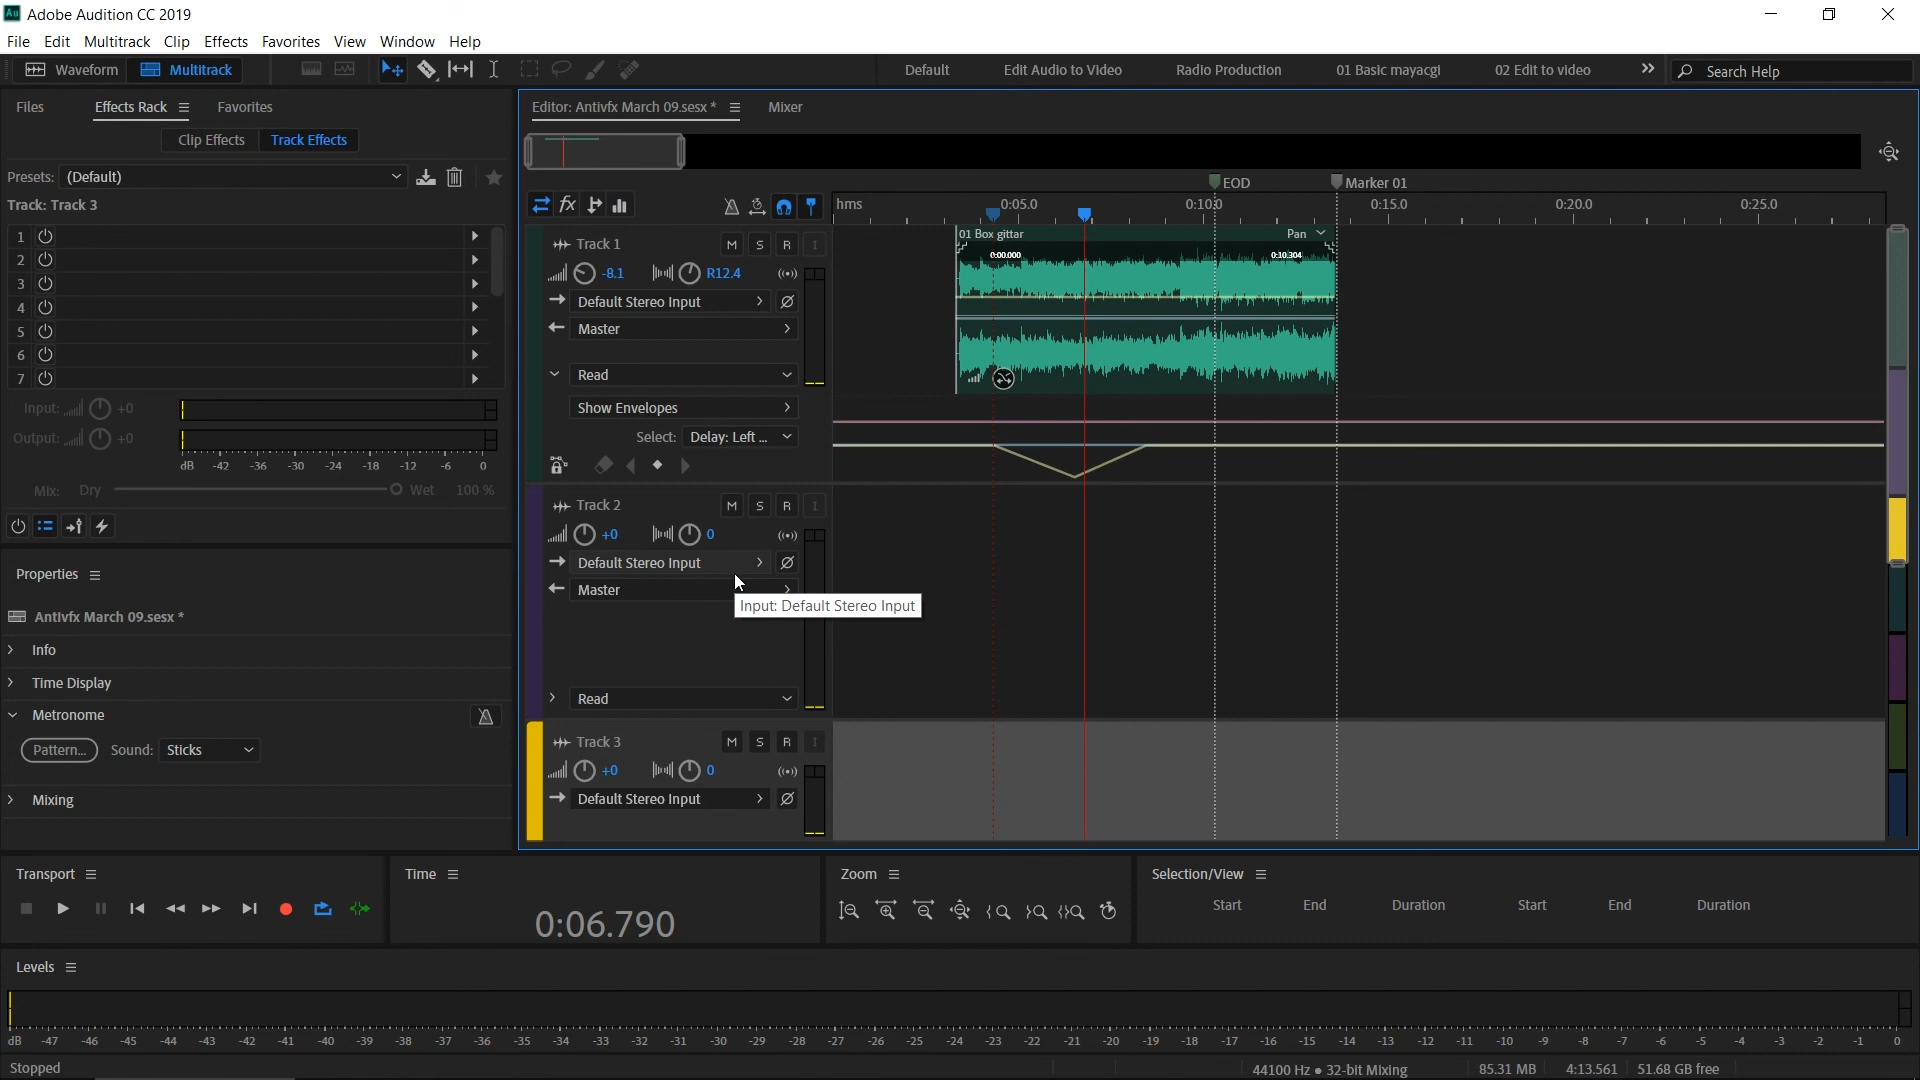 Au Adobe Audition CC 2019
File Edit Multitrack Clip Effects Favorites View Window Help
Waveform Multitrack Default Edit Audio to Video Radio Production 01 Basic mayacgi 02 Edit to video Search Help
Files Effects Rack Favorites
Clip Effects Track Effects
Presets: (Default)
Track: Track 3
1
2
3
4
5
6
7
Input: +0
Output: +0
dB -42 -36 -30 -24 -18 -12 -6 0
Mix: Dry Wet 100 %
Properties
Antivfx March 09.sesx *
Info
Time Display
Metronome
Pattern... Sound: Sticks
Mixing
Editor: Antivfx March 09.sesx * Mixer
EOD Marker 01
fx hms 0:05.0 0:10.0 0:15.0 0:20.0 0:25.0
01 Box gittar Pan
0:00.000 0:10.304
Track 1 M S R I
-8.1 R12.4
Default Stereo Input
Master
Read
Show Envelopes
Select: Delay: Left ...
Track 2 M S R I
+0 0
Default Stereo Input
Master
Input: Default Stereo Input
Read
Track 3 M S R I
+0 0
Default Stereo Input
Transport Time Zoom Selection/View
0:06.790
Start End Duration Start End Duration
Levels
dB -47 -46 -45 -44 -43 -42 -41 -40 -39 -38 -37 -36 -35 -34 -33 -32 -31 -30 -29 -28 -27 -26 -25 -24 -23 -22 -21 -20 -19 -18 -17 -16 -15 -14 -13 -12 -11 -10 -9 -8 -7 -6 -5 -4 -3 -2 -1 0
Stopped 44100 Hz ● 32-bit Mixing 85.31 MB 4:13.561 51.68 GB free